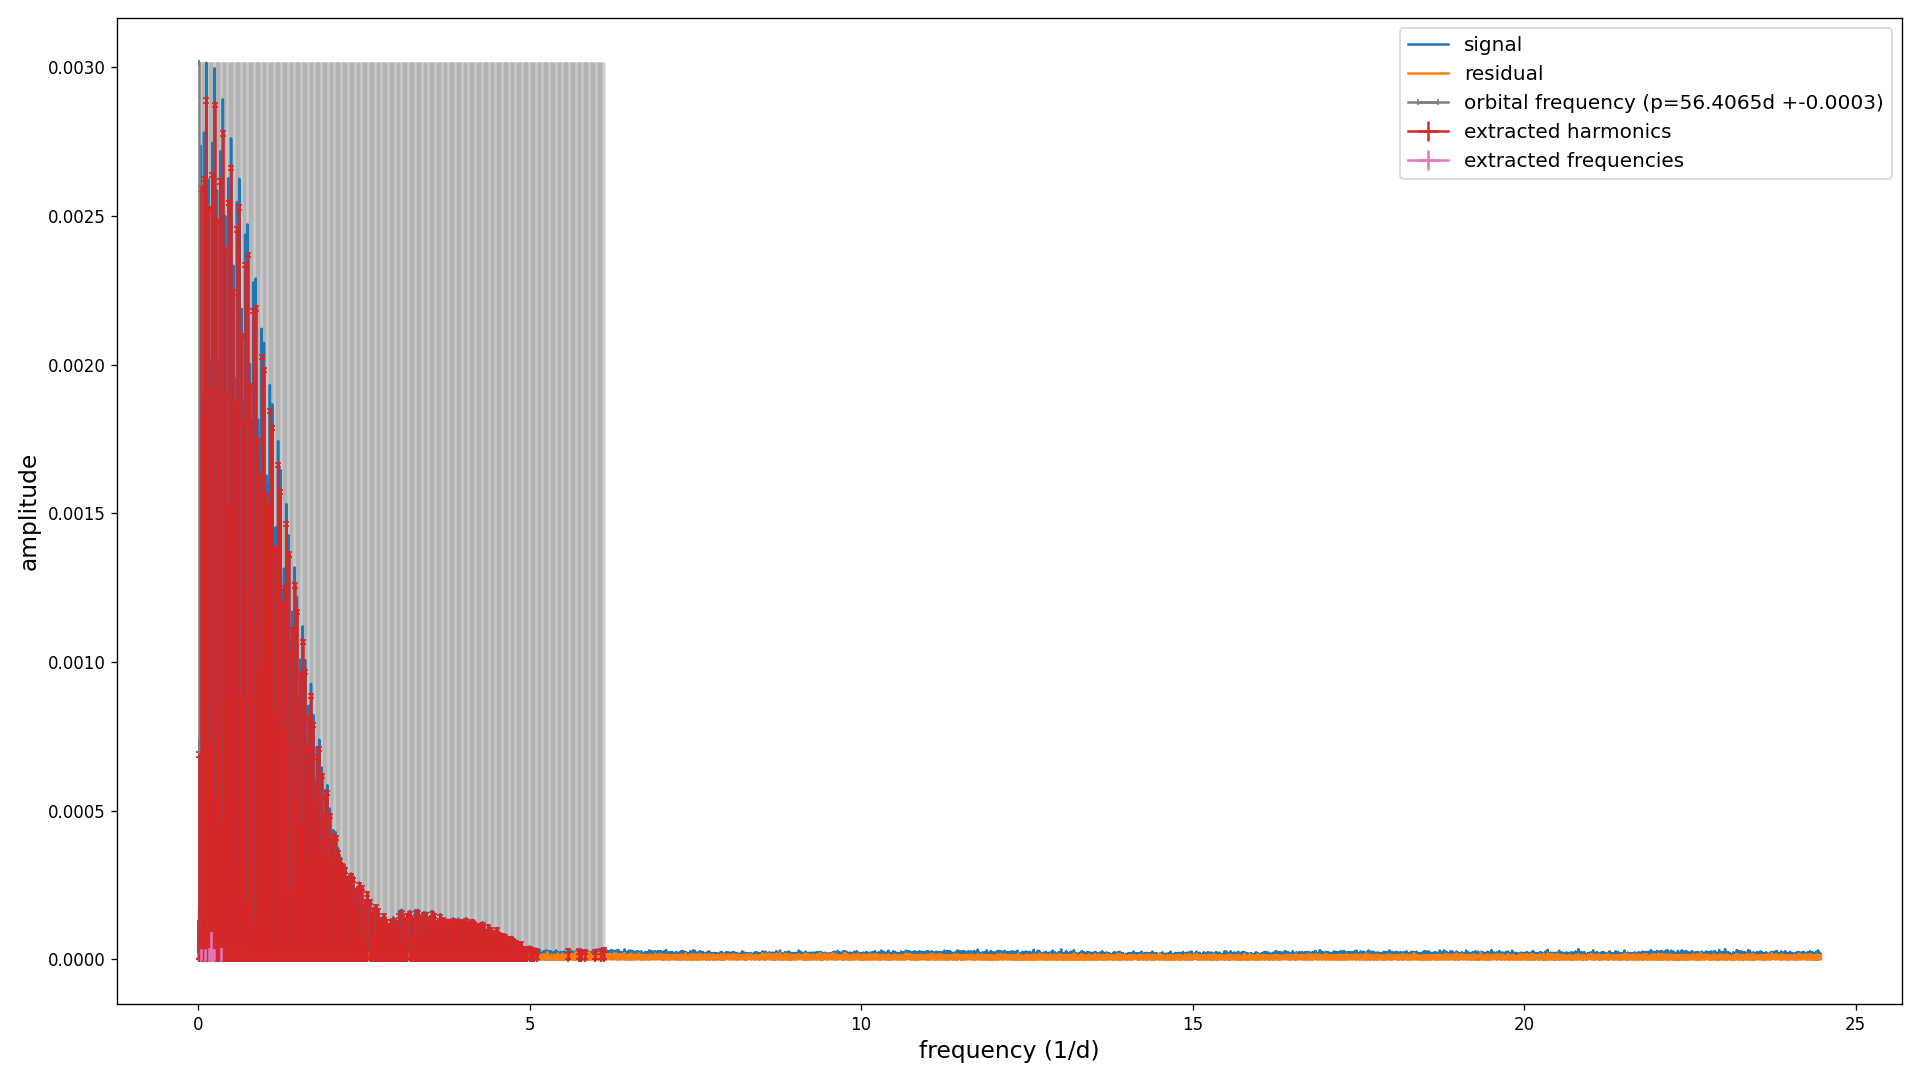 signal
residual
orbital frequency (p=56.4065d +-0.0003)
extracted harmonics
extracted frequencies
amplitude
0.0030
0.0025
0.0020
0.0015
0.0010
0.0005
0.0000
0 5 10 15 20 25
frequency (1/d)